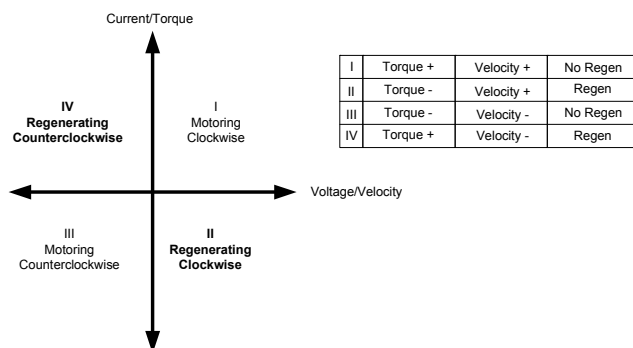 Current/Torque
IV
Regenerating
Counterclockwise
I
Motoring
Clockwise
Voltage/Velocity
III
Motoring
Counterclockwise
II
Regenerating
Clockwise
I Torque + Velocity + No Regen
II Torque - Velocity + Regen
III Torque - Velocity - No Regen
IV Torque + Velocity - Regen